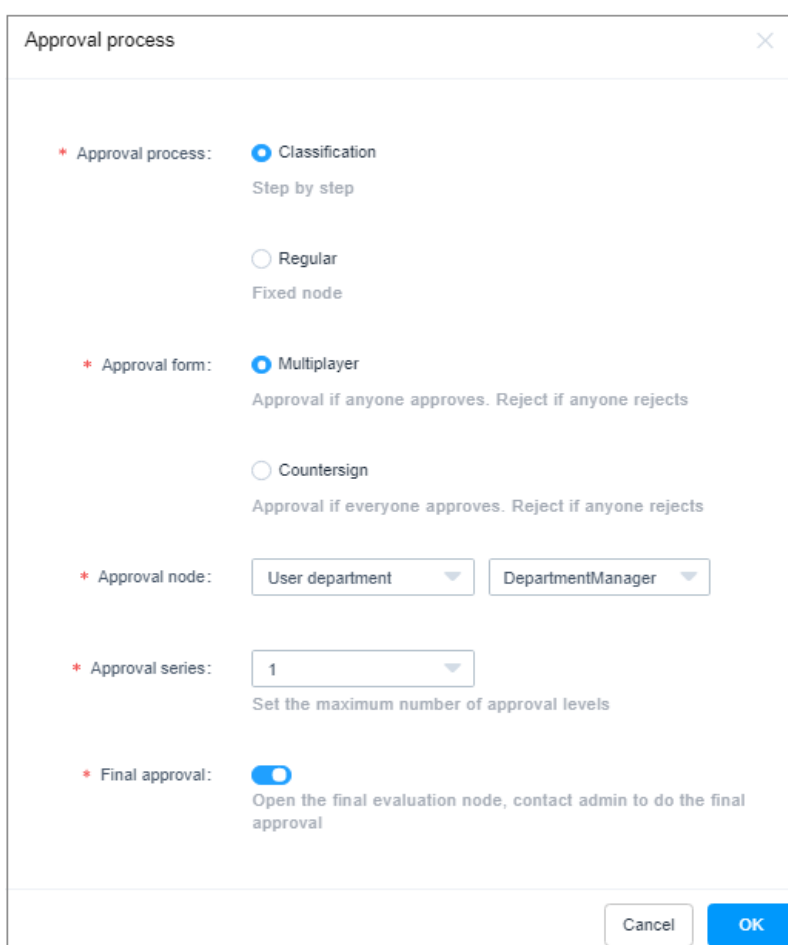 Approval process
* Approval process:
Classification
Step by step
Regular
Fixed node
* Approval form:
Multiplayer
Approval if anyone approves. Reject if anyone rejects
Countersign
Approval if everyone approves. Reject if anyone rejects
* Approval node:
User department
DepartmentManager
* Approval series:
1
Set the maximum number of approval levels
* Final approval:
Open the final evaluation node, contact admin to do the final
approval
Cancel
OK